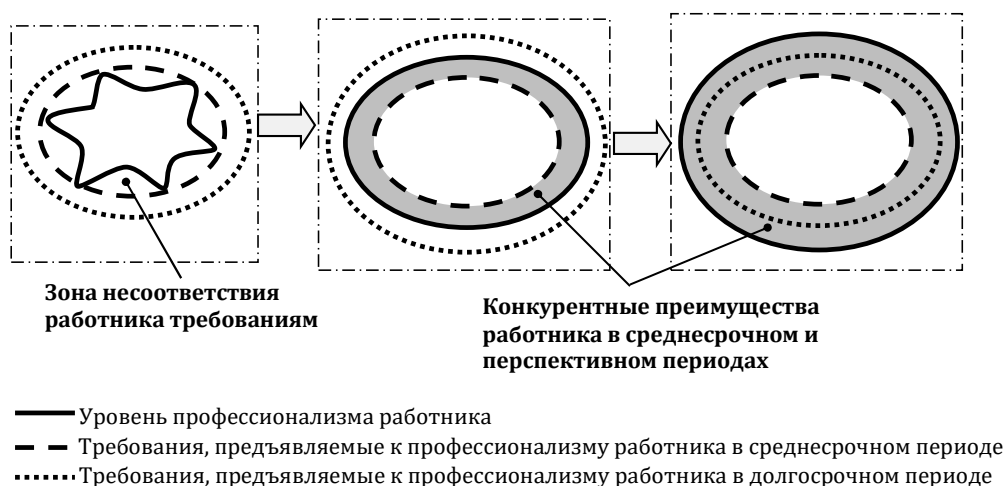 Зона несоответствия
работника требованиям
Конкурентные преимущества
работника в среднесрочном и
перспективном периодах
Уровень профессионализма работника
Требования, предъявляемые к профессионализму работника в среднесрочном периоде
Требования, предъявляемые к профессионализму работника в долгосрочном периоде